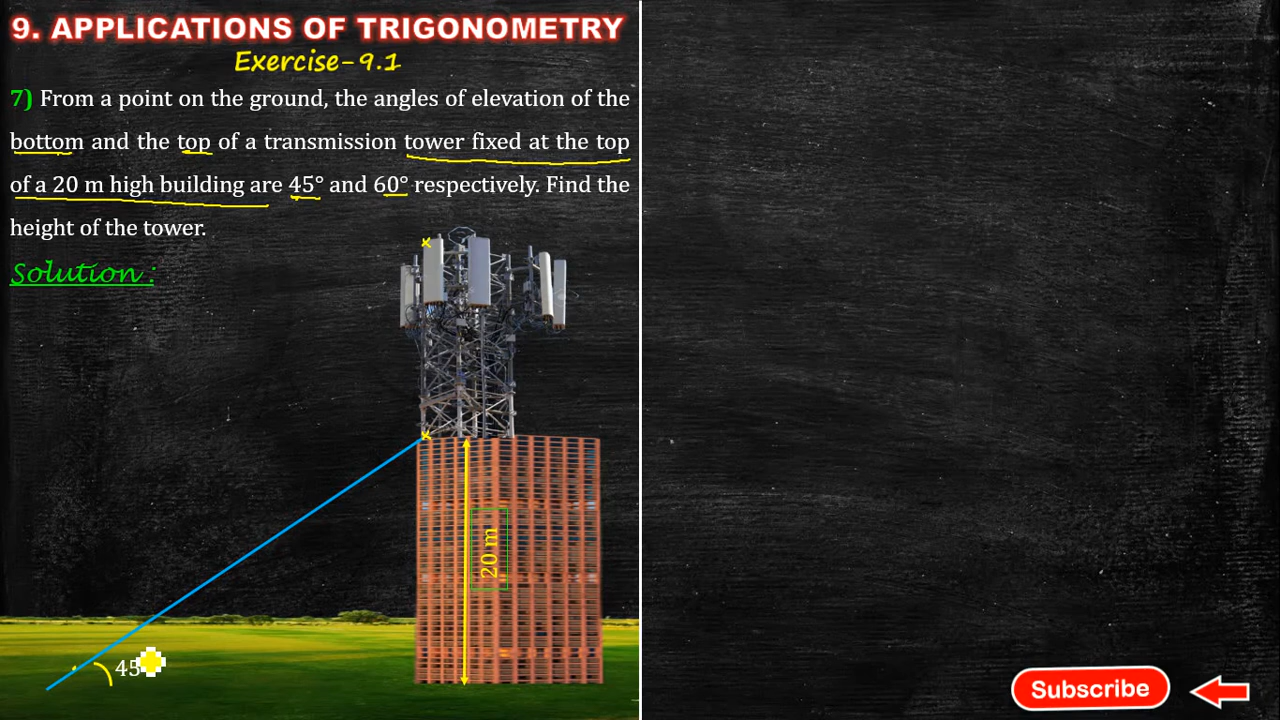 9. APPLICATIONS OF TRIGONOMETRY
Exercise-9.1
7) From a point on the ground, the angles of elevation of the
bottom and the top of a transmission tower fixed at the top
of a 20 m high building are 45° and 60° respectively. Find the
height of the tower.
Solution :
20 m
45
Subscribe